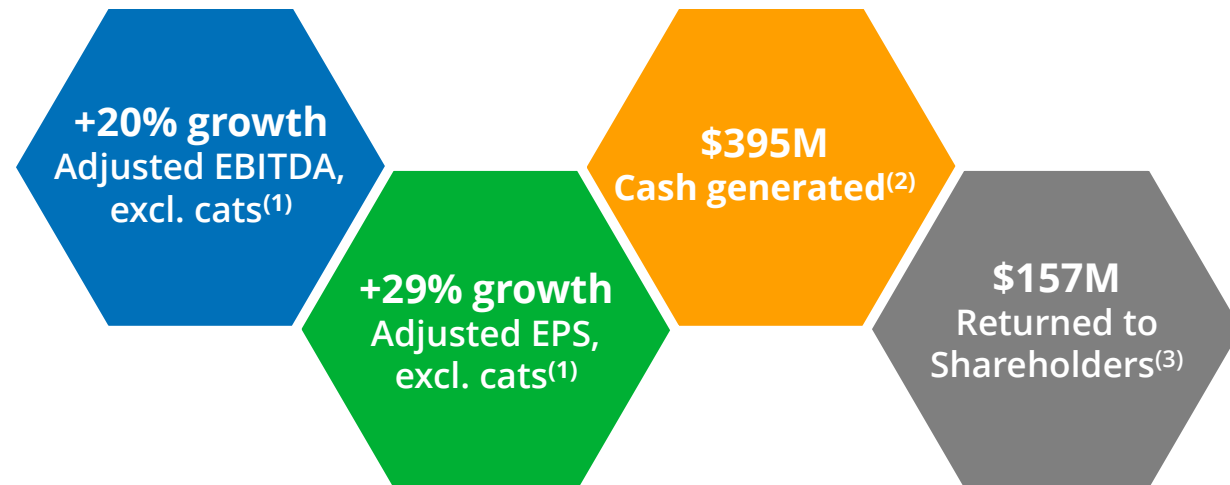 +20% growth
Adjusted EBITDA,
excl. cats(1)
+29% growth
Adjusted EPS,
excl. cats(1)
$395M
Cash generated(2)
$157M
Returned to
Shareholders(3)